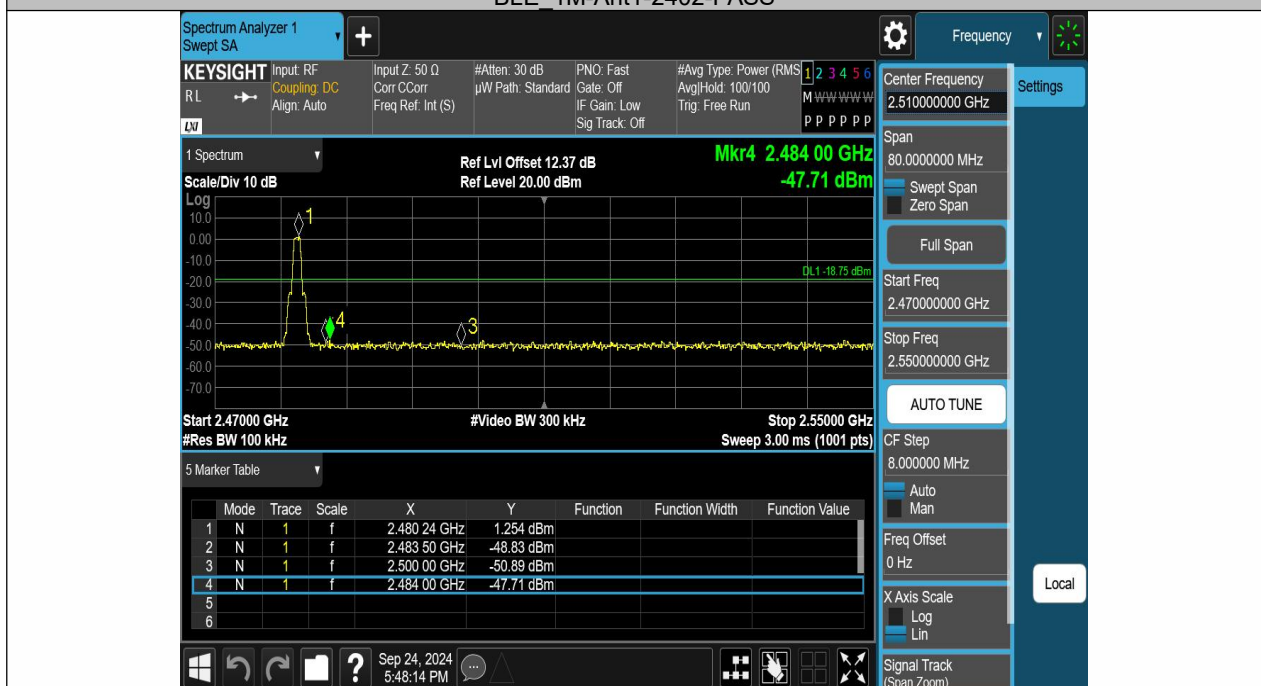 BLE_1M-Ant1-2402-PASS
Spectrum Analyzer 1
Swept SA
Frequency
KEYSIGHT
RL
LXI
Input: RF
Coupling: DC
Align: Auto
Input Z: 50 Ω
Corr CCorr
Freq Ref: Int (S)
#Atten: 30 dB
µW Path: Standard
PNO: Fast
Gate: Off
IF Gain: Low
Sig Track: Off
#Avg Type: Power (RMS
Avg|Hold: 100/100
Trig: Free Run
1 2 3 4 5 6
M W W W W W
P P P P P P
1 Spectrum
Scale/Div 10 dB
Ref Lvl Offset 12.37 dB
Ref Level 20.00 dBm
Mkr4 2.484 00 GHz
-47.71 dBm
Log
10.0
0.00
-10.0
-20.0
-30.0
-40.0
-50.0
-60.0
-70.0
1
4
3
DL1 -18.75 dBm
Start 2.47000 GHz
#Video BW 300 kHz
Stop 2.55000 GHz
#Res BW 100 kHz
Sweep 3.00 ms (1001 pts)
5 Marker Table
Mode Trace Scale X Y Function Function Width Function Value
1 N 1 f 2.480 24 GHz 1.254 dBm
2 N 1 f 2.483 50 GHz -48.83 dBm
3 N 1 f 2.500 00 GHz -50.89 dBm
4 N 1 f 2.484 00 GHz -47.71 dBm
5
6
?
Sep 24, 2024
5:48:14 PM
Center Frequency
2.510000000 GHz
Settings
Span
80.0000000 MHz
Swept Span
Zero Span
Full Span
Start Freq
2.470000000 GHz
Stop Freq
2.550000000 GHz
AUTO TUNE
CF Step
8.000000 MHz
Auto
Man
Freq Offset
0 Hz
Local
X Axis Scale
Log
Lin
Signal Track
(Span Zoom)